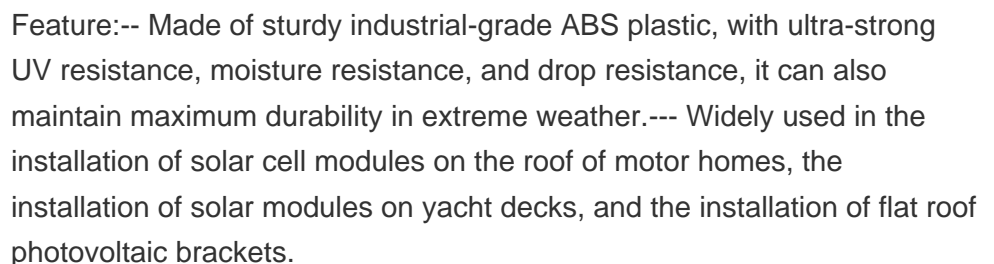 Feature:-- Made of sturdy industrial-grade ABS plastic, with ultra-strong
UV resistance, moisture resistance, and drop resistance, it can also
maintain maximum durability in extreme weather.--- Widely used in the
installation of solar cell modules on the roof of motor homes, the
installation of solar modules on yacht decks, and the installation of flat roof
photovoltaic brackets.